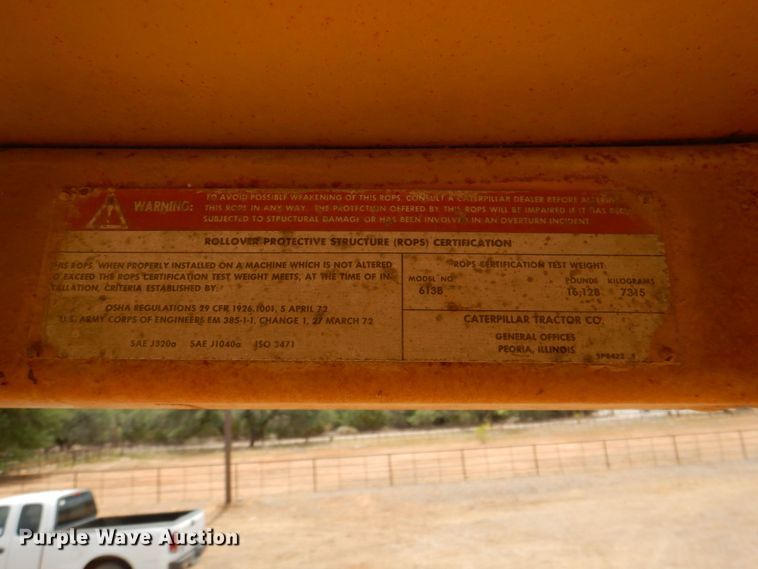 WARNING:
TO AVOID POSSIBLE WEAKENING OF THIS ROPS, CONSULT A CATERPILLAR DEALER BEFORE ALTERING
THIS ROPS IN ANY WAY. THE PROTECTION OFFERED BY THIS ROPS WILL BE IMPAIRED IF IT HAS BEEN
SUBJECTED TO STRUCTURAL DAMAGE OR HAS BEEN INVOLVED IN AN OVERTURN INCIDENT.
ROLLOVER PROTECTIVE STRUCTURE (ROPS) CERTIFICATION
THIS ROPS, WHEN PROPERLY INSTALLED ON A MACHINE WHICH IS NOT ALTERED
TO EXCEED THE ROPS CERTIFICATION TEST WEIGHT MEETS, AT THE TIME OF IN-
TALLATION, CRITERIA ESTABLISHED BY:
OSHA REGULATIONS 29 CFR 1926.1001, 5 APRIL 72
U.S. ARMY CORPS OF ENGINEERS EM 385-1-1, CHANGE 1, 27 MARCH 72
SAE J320a SAE J1040a ISO 3471
ROPS CERTIFICATION TEST WEIGHT
MODEL NO. POUNDS KILOGRAMS
613B 16,128 7315
CATERPILLAR TRACTOR CO.
GENERAL OFFICES
PEORIA, ILLINOIS
Purple Wave Auction